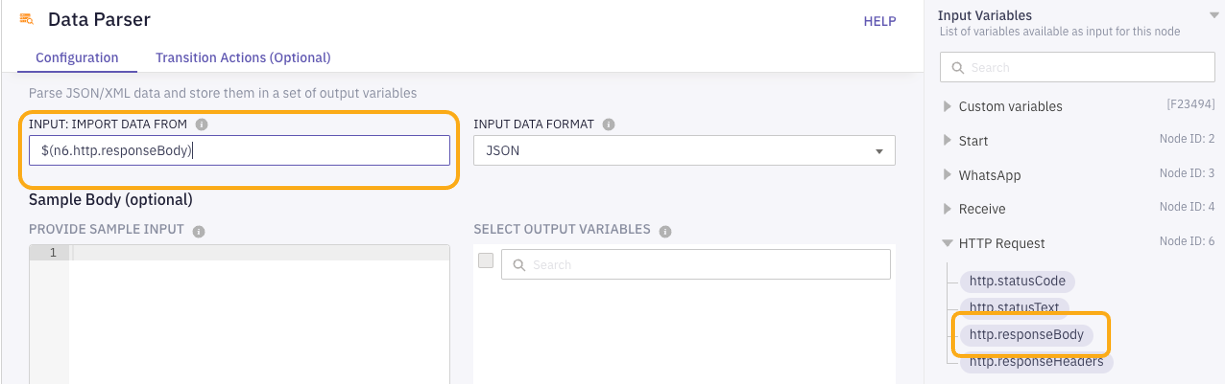 Data Parser
HELP
Configuration
Transition Actions (Optional)
Parse JSON/XML data and store them in a set of output variables
INPUT: IMPORT DATA FROM
$(n6.http.responseBody)
INPUT DATA FORMAT
JSON
Sample Body (optional)
PROVIDE SAMPLE INPUT
1
SELECT OUTPUT VARIABLES
Search
Input Variables
List of variables available as input for this node
Search
Custom variables [F23494]
Start Node ID: 2
WhatsApp Node ID: 3
Receive Node ID: 4
HTTP Request Node ID: 6
http.statusCode
http.statusText
http.responseBody
http.responseHeaders